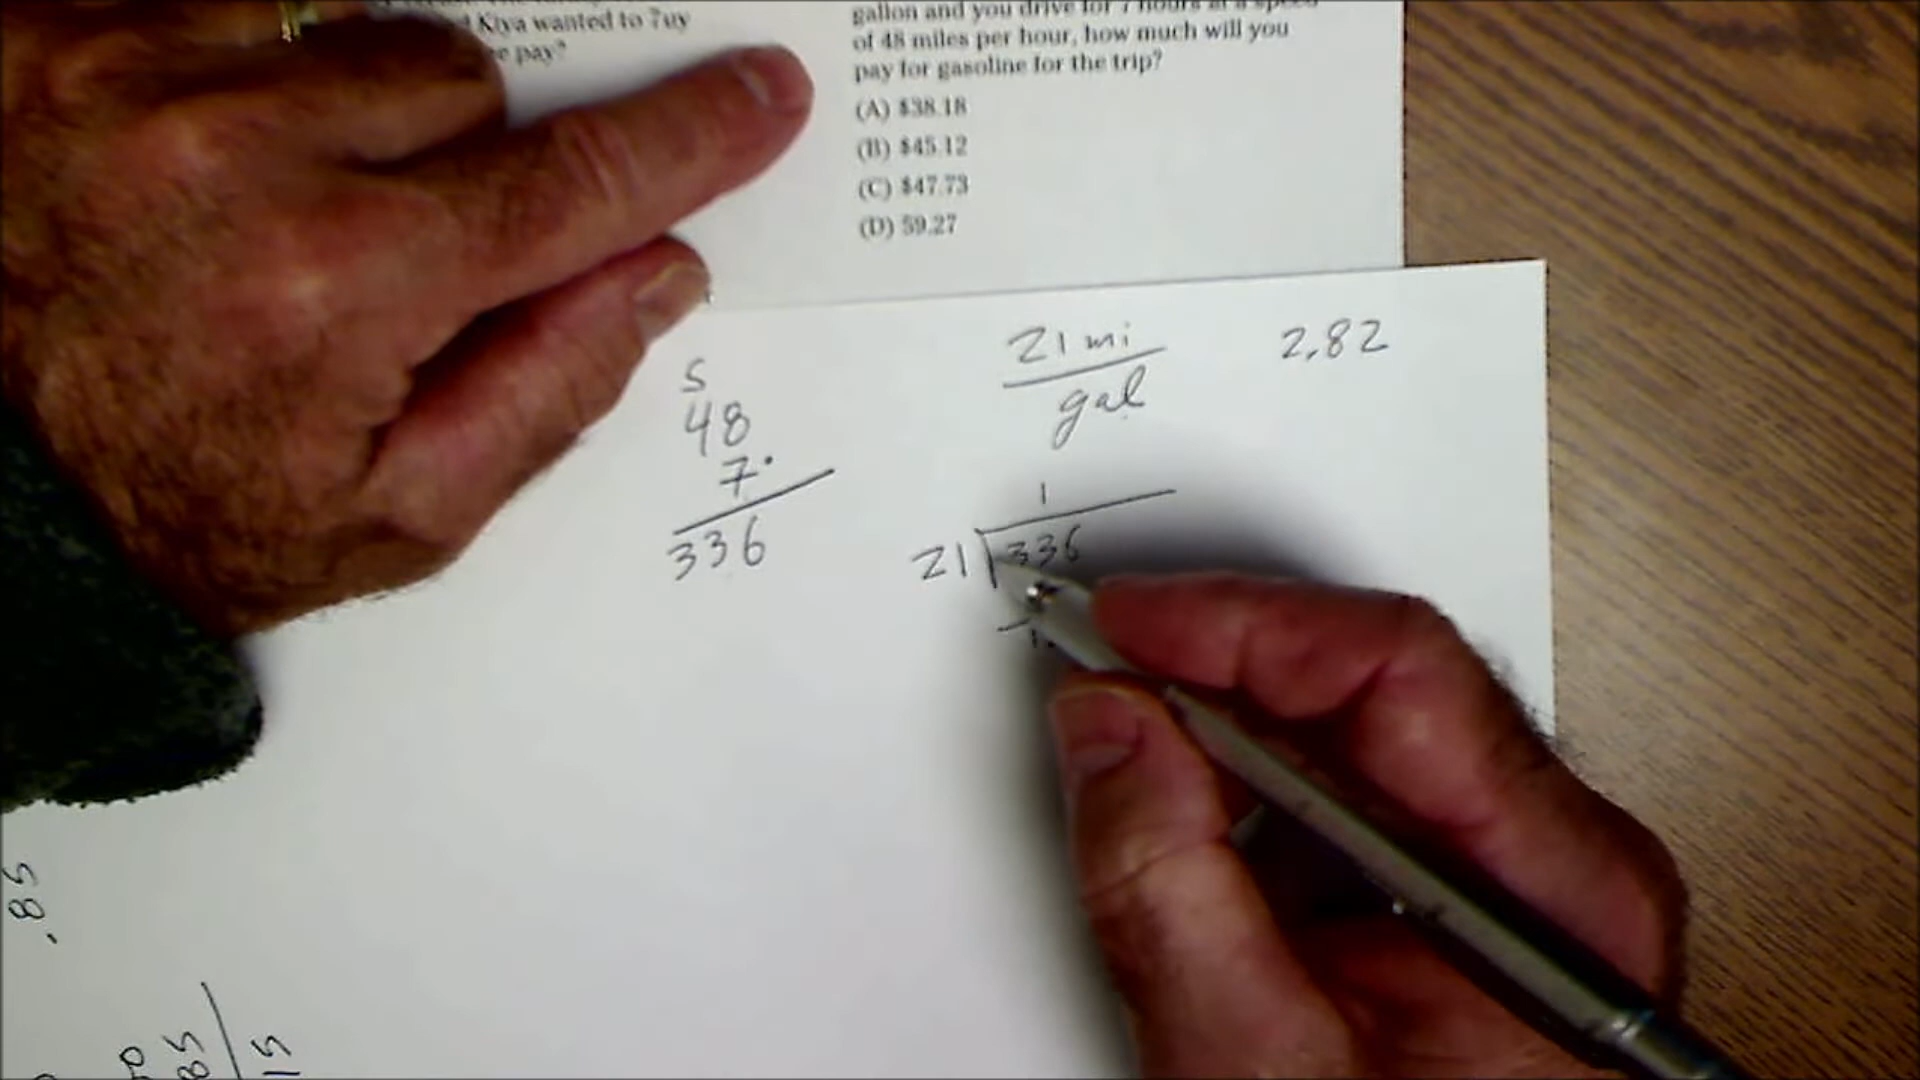 Kiya wanted to 7uy
pay?
gallon and you drive for 7 hours at a speed
of 48 miles per hour, how much will you
pay for gasoline for the trip?
(A) $38.18
(B) $45.12
(C) $47.73
(D) 59.27
5
48
7
336
21 mi
gal
2.82
1
21 336
1
.85
85
15